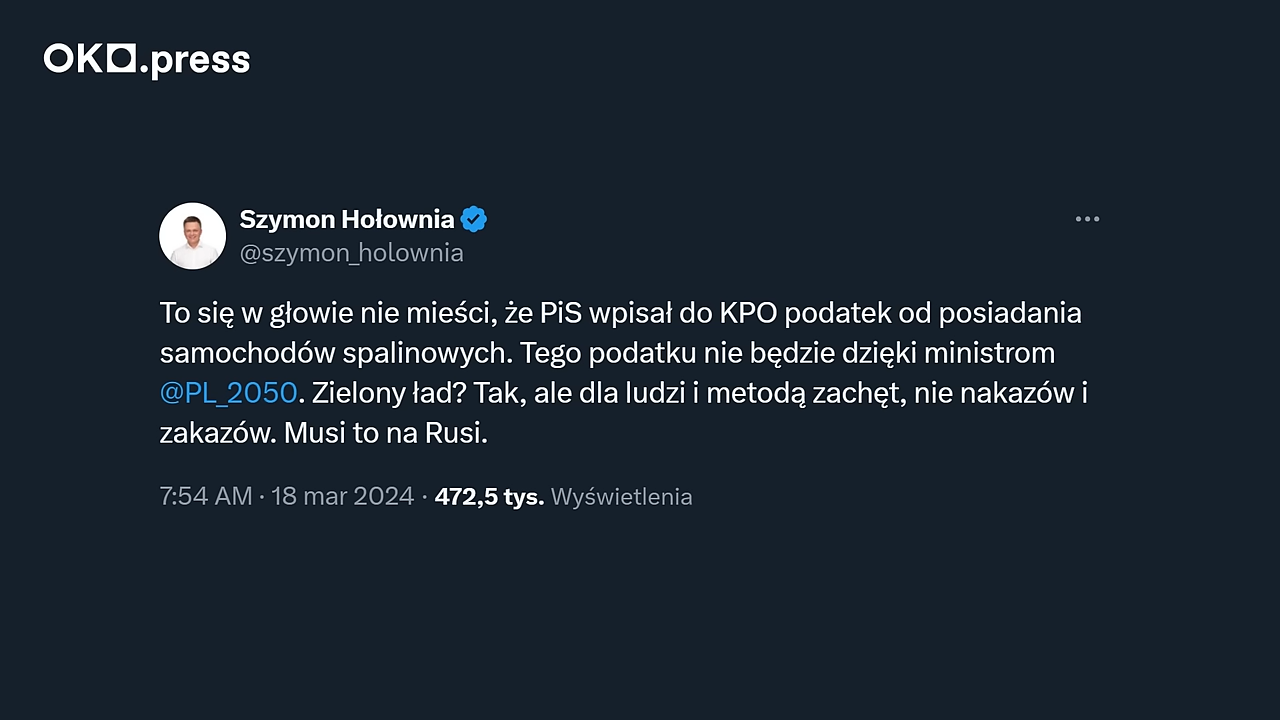 OKO.press
Szymon Hołownia
@szymon_holownia
To się w głowie nie mieści, że PiS wpisał do KPO podatek od posiadania
samochodów spalinowych. Tego podatku nie będzie dzięki ministrom
@PL_2050. Zielony ład? Tak, ale dla ludzi i metodą zachęt, nie nakazów i
zakazów. Musi to na Rusi.
7:54 AM · 18 mar 2024 · 472,5 tys. Wyświetlenia